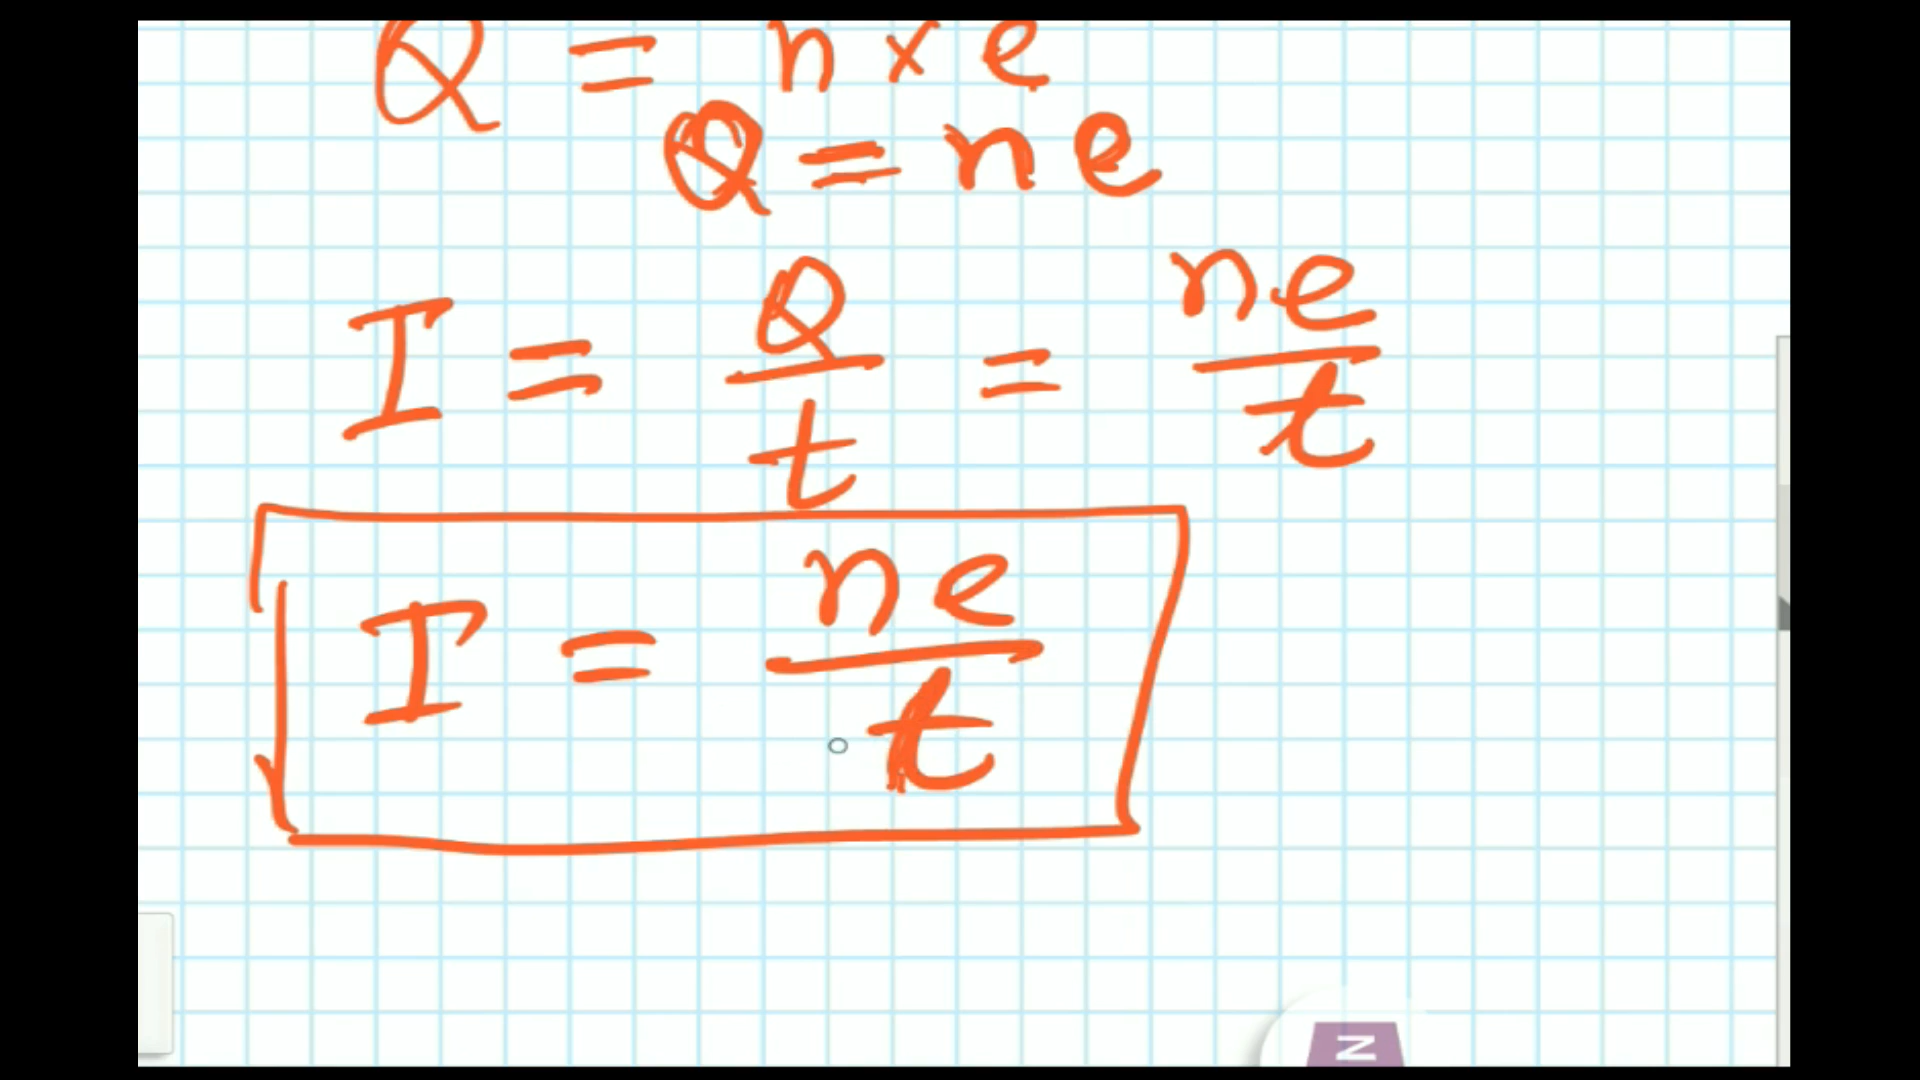 Q = n × e
Q = ne
I = Q/t = ne/t
I = ne/t
N